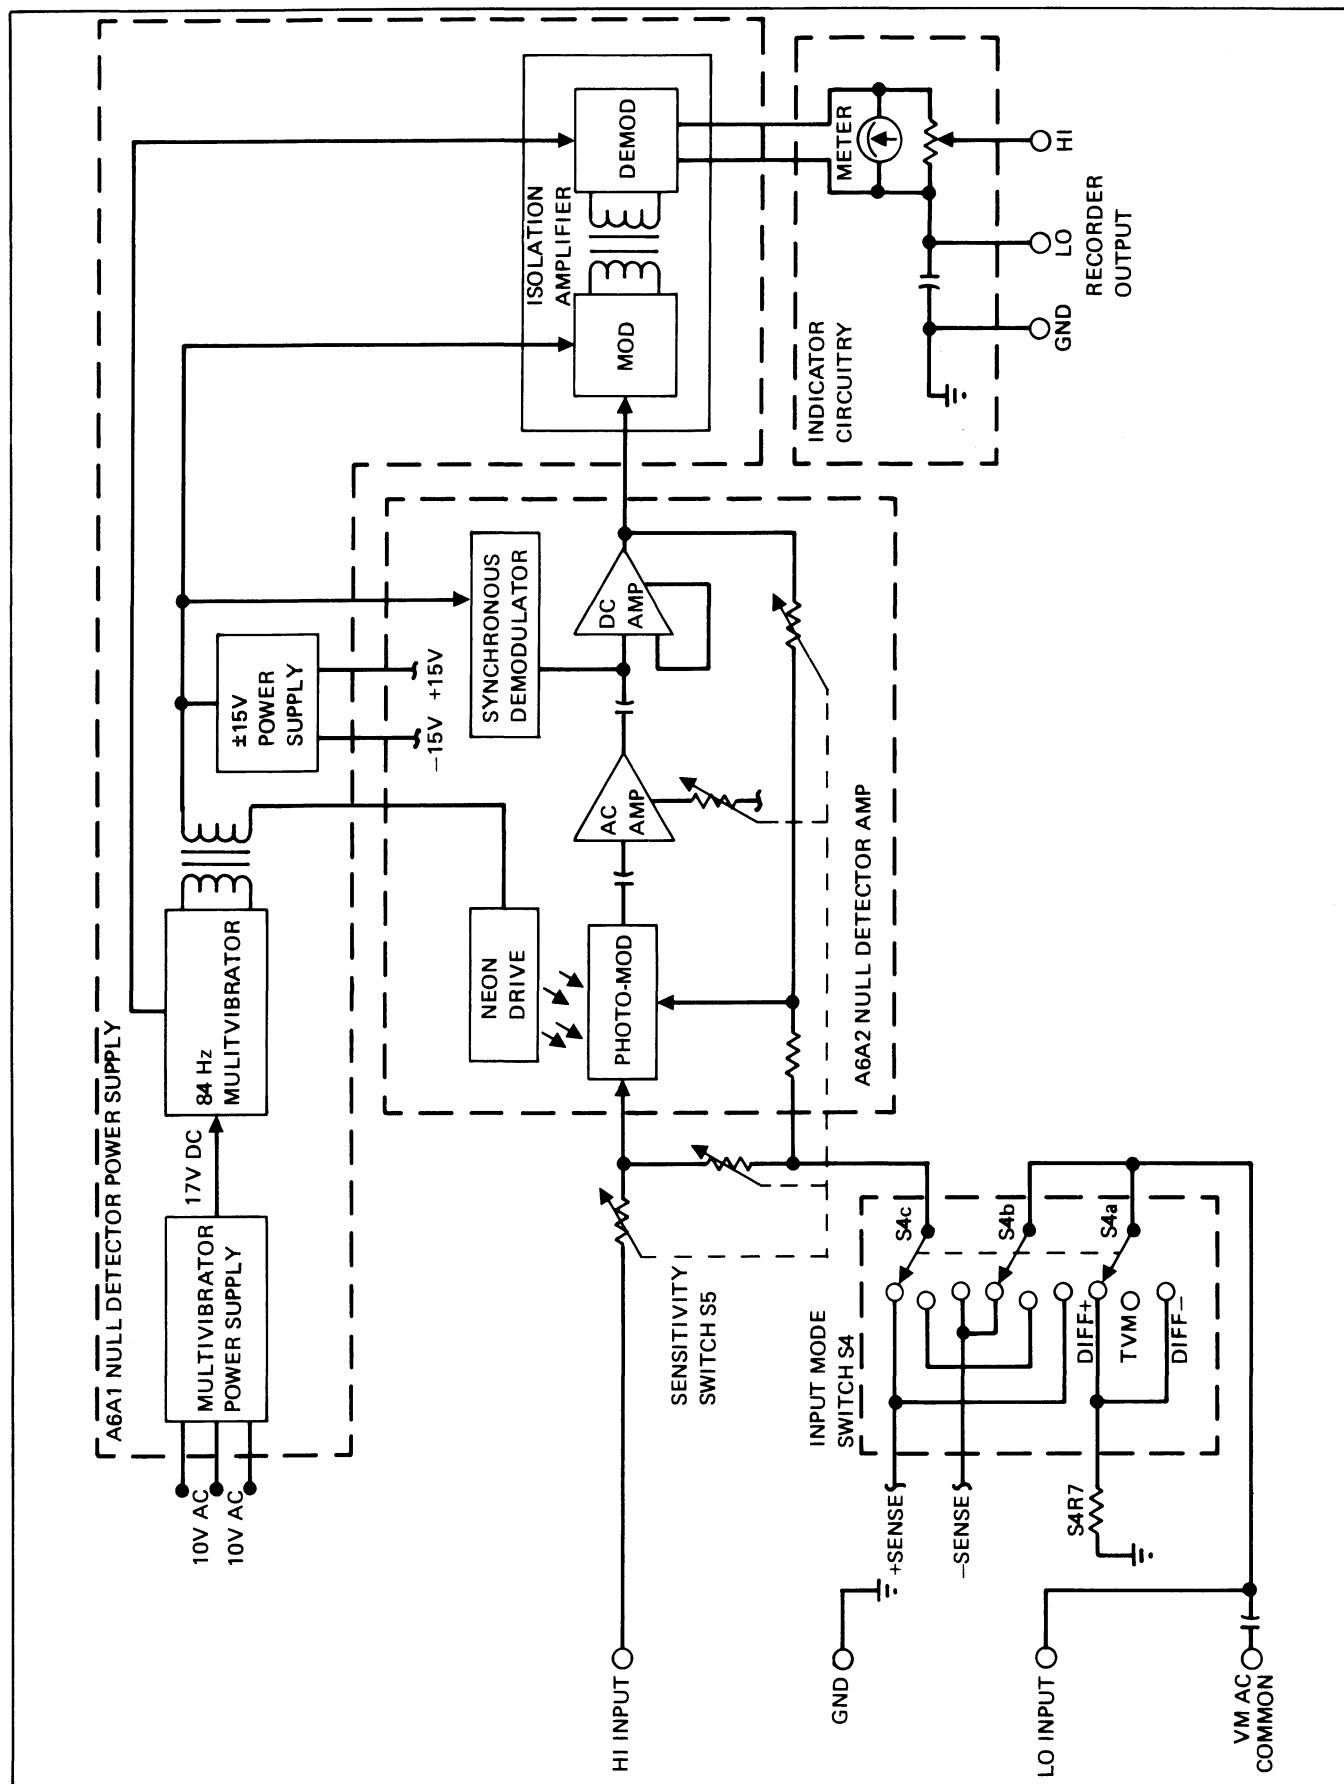 A6A1 NULL DETECTOR POWER SUPPLY
10V AC
10V AC
MULTIVIBRATOR
POWER SUPPLY
17V DC
84 Hz
MULITVIBRATOR
±15V
POWER
SUPPLY
−15V
+15V
ISOLATION
AMPLIFIER
MOD
DEMOD
NEON
DRIVE
SYNCHRONOUS
DEMODULATOR
PHOTO-MOD
AC
AMP
DC
AMP
A6A2 NULL DETECTOR AMP
INDICATOR
CIRCUITRY
METER
GND
LO
HI
RECORDER
OUTPUT
HI INPUT
SENSITIVITY
SWITCH S5
INPUT MODE
SWITCH S4
S4c
S4b
S4a
DIFF+
TVM
DIFF−
GND
+SENSE
−SENSE
S4R7
LO INPUT
VM AC
COMMON